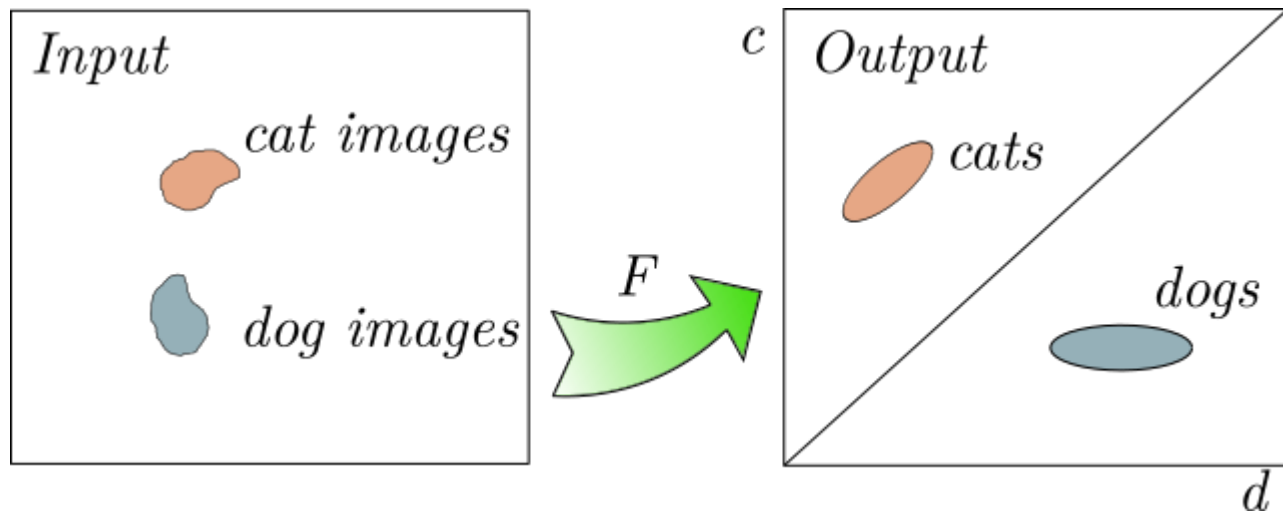 Input
cat images
dog images
F
c
Output
cats
dogs
d